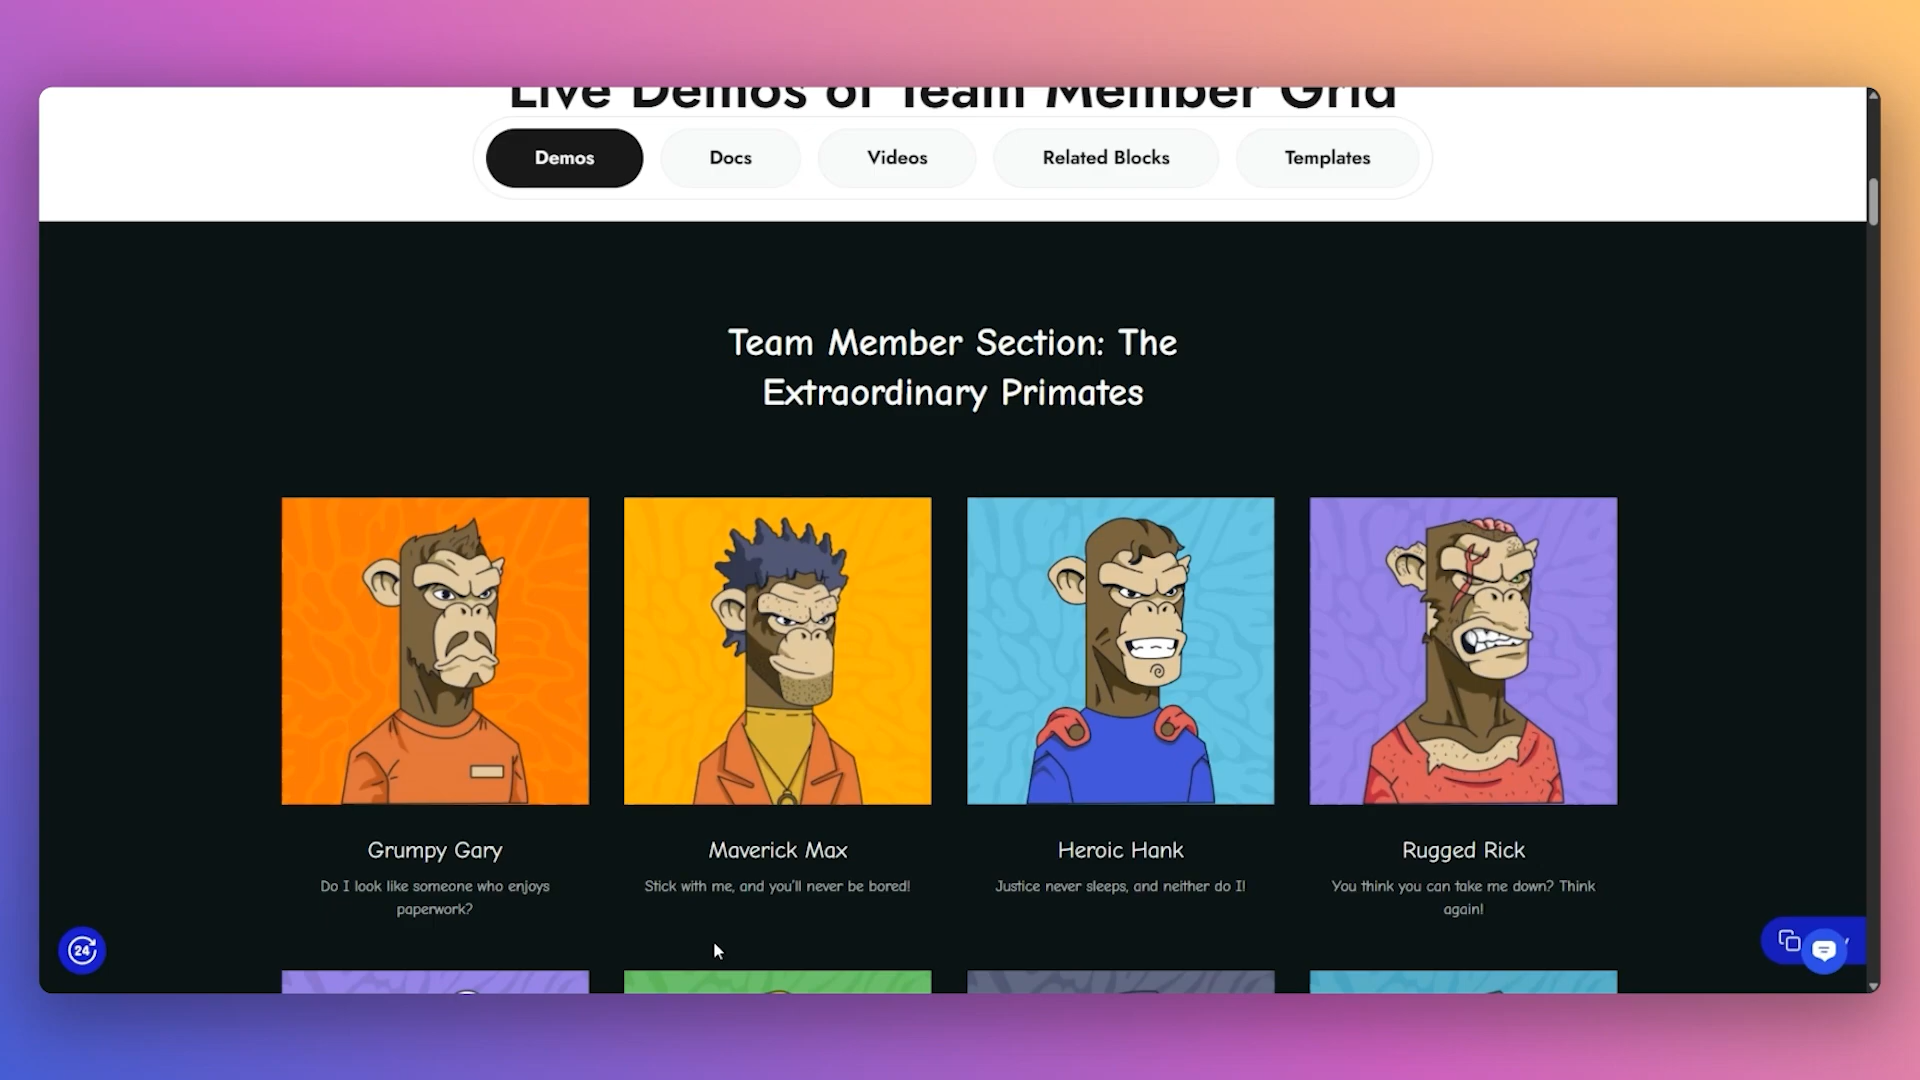 Live Demos of Team Member Grid
Demos
Docs
Videos
Related Blocks
Templates
Team Member Section: The
Extraordinary Primates
Grumpy Gary
Maverick Max
Heroic Hank
Rugged Rick
Do I look like someone who enjoys
paperwork?
Stick with me, and you'll never be bored!
Justice never sleeps, and neither do I!
You think you can take me down? Think
again!
24